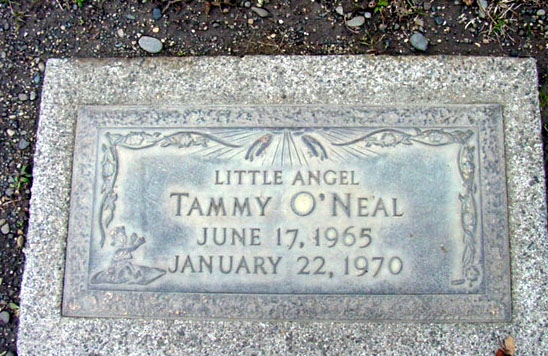 LITTLE ANGEL
TAMMY O'NEAL
JUNE 17, 1965
JANUARY 22, 1970